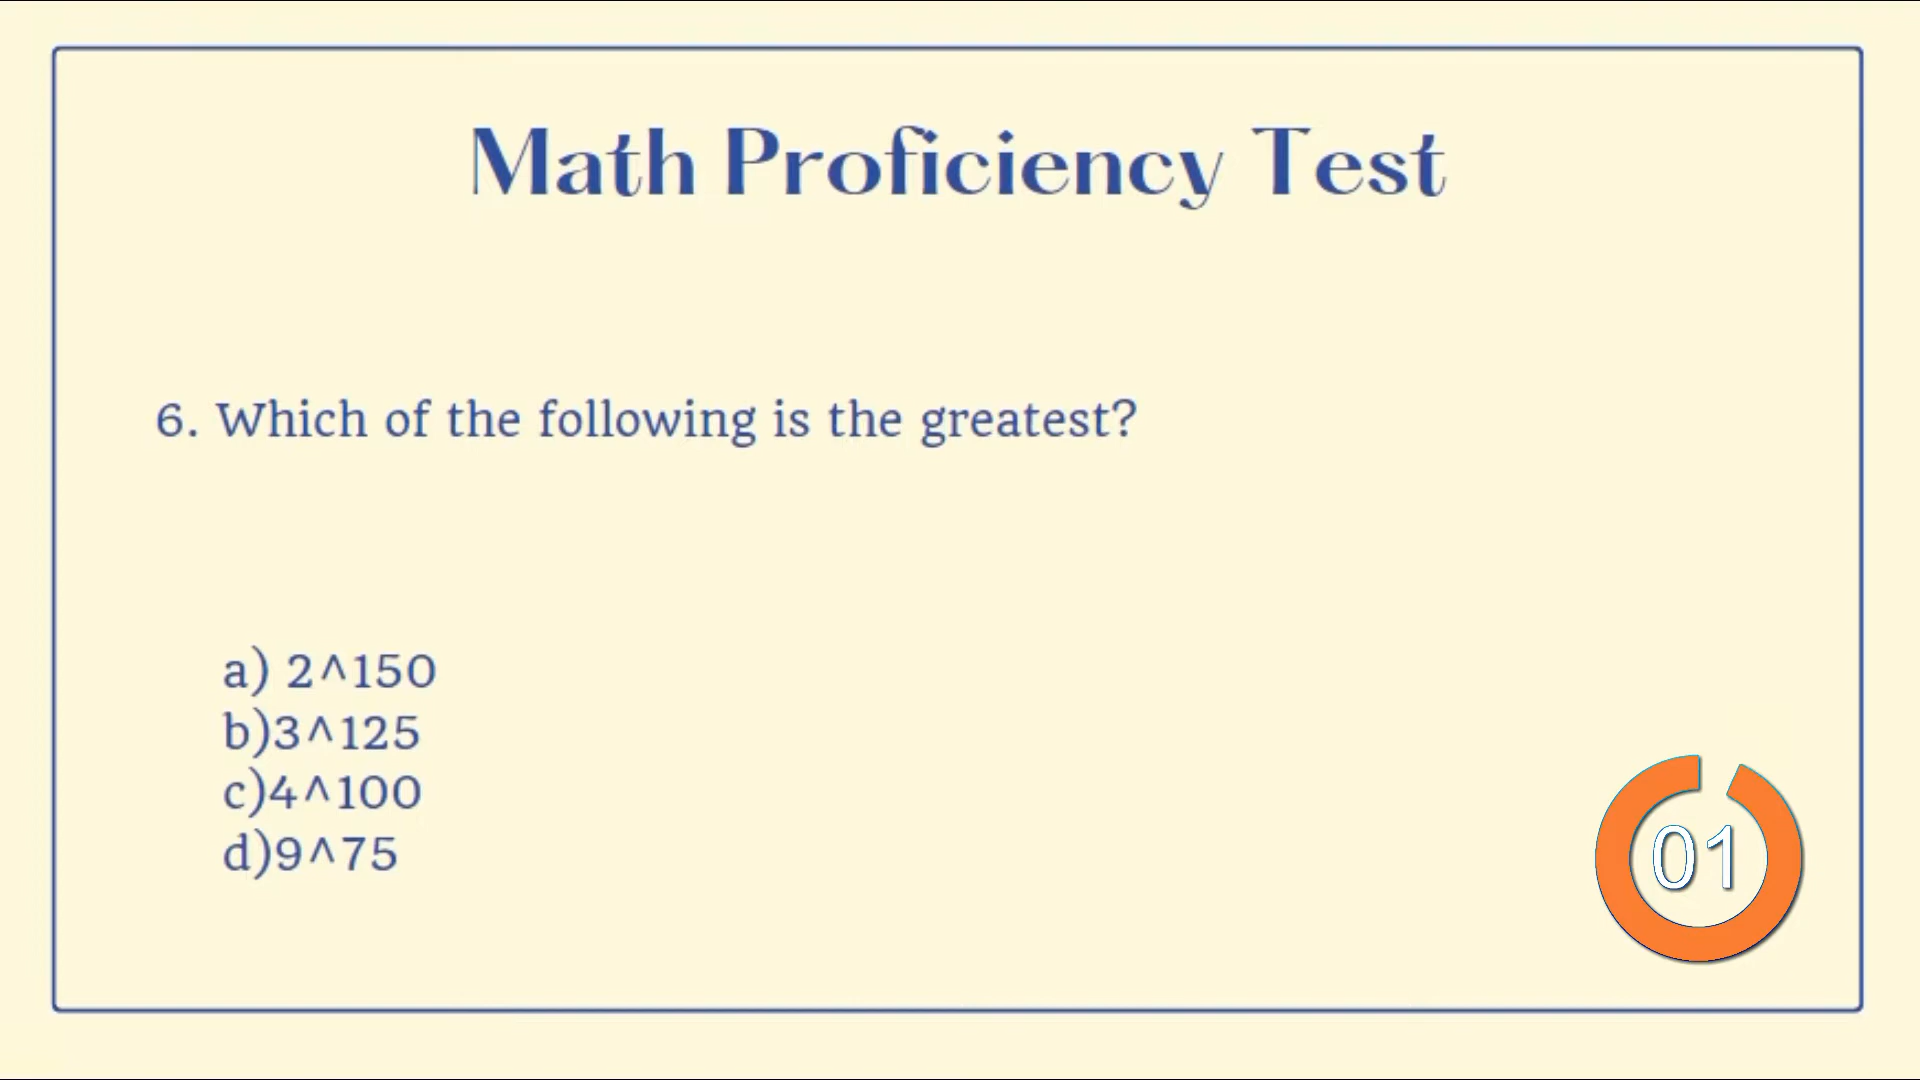 Math Proficiency Test
6. Which of the following is the greatest?
a) 2^150
b)3^125
c)4^100
d)9^75
01